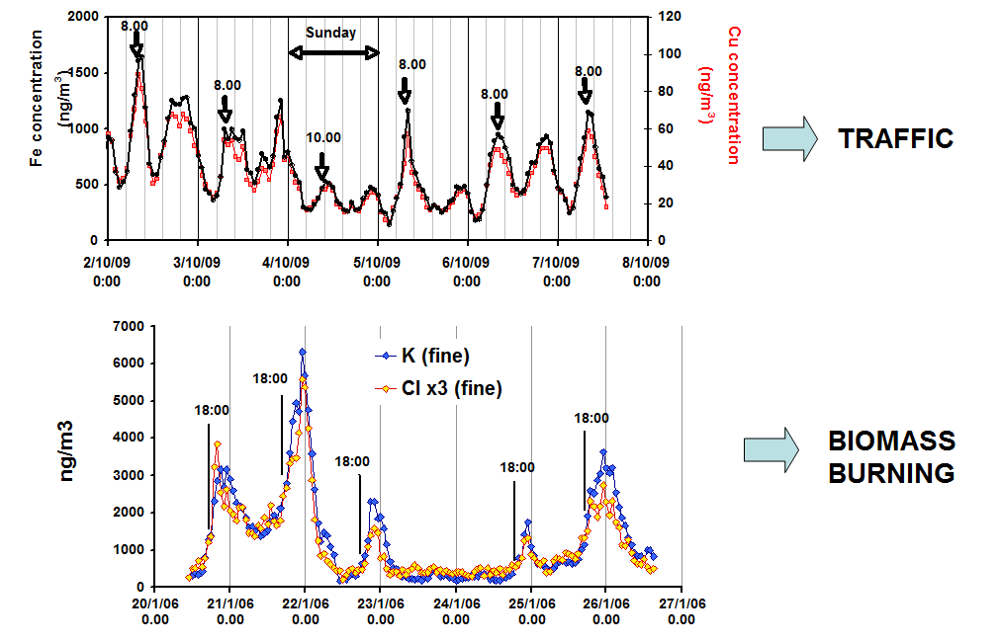 2000
1500
1000
500
0
Fe concentration
(ng/m³)
120
100
80
60
40
20
0
Cu concentration
(ng/m³)
8.00
8.00
Sunday
10.00
8.00
8.00
8.00
2/10/09 3/10/09 4/10/09 5/10/09 6/10/09 7/10/09 8/10/09
0:00 0:00 0:00 0:00 0:00 0:00 0:00
TRAFFIC
7000
6000
5000
4000
3000
2000
1000
0
ng/m3
K (fine)
Cl x3 (fine)
18:00
18:00
18:00
18:00
18:00
20/1/06 21/1/06 22/1/06 23/1/06 24/1/06 25/1/06 26/1/06 27/1/06
0.00 0.00 0.00 0.00 0.00 0.00 0.00 0.00
BIOMASS
BURNING